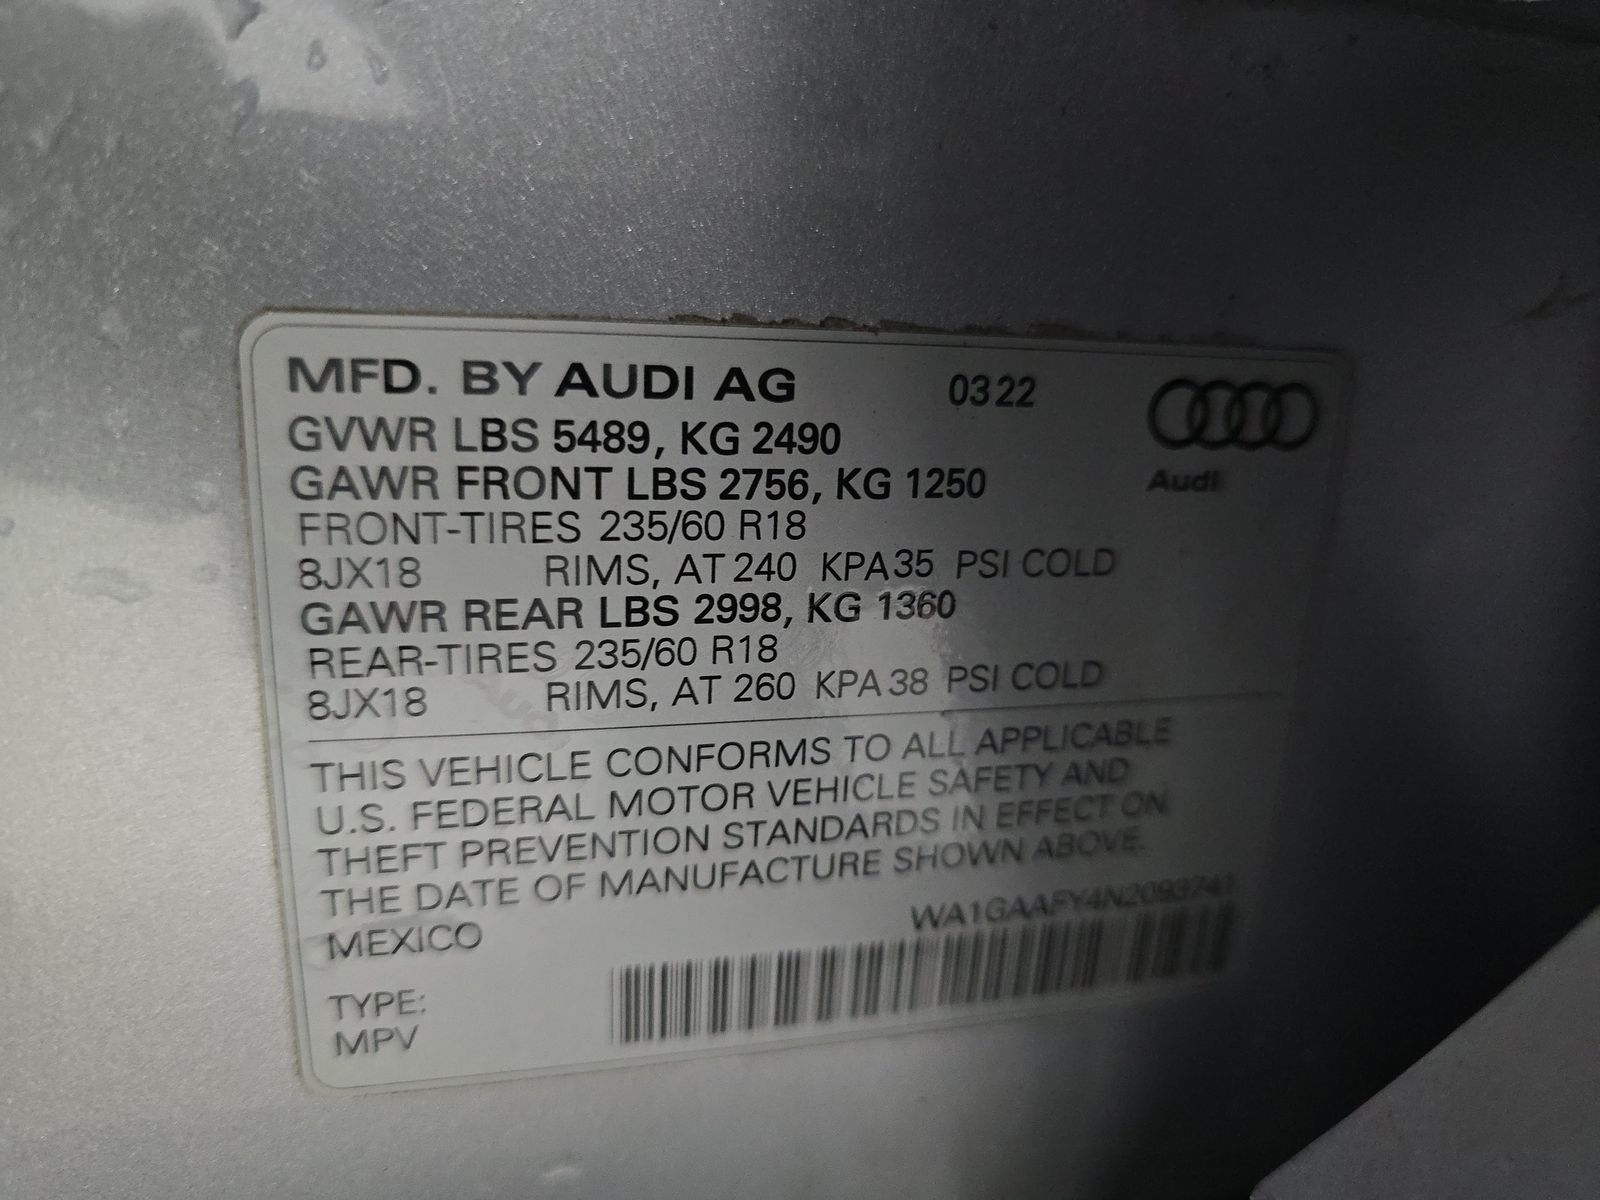 MFD. BY AUDI AG 0322
GVWR LBS 5489, KG 2490
GAWR FRONT LBS 2756, KG 1250
Audi
FRONT-TIRES 235/60 R18
8JX18 RIMS, AT 240 KPA 35 PSI COLD
GAWR REAR LBS 2998, KG 1360
REAR-TIRES 235/60 R18
8JX18 RIMS, AT 260 KPA 38 PSI COLD
THIS VEHICLE CONFORMS TO ALL APPLICABLE
U.S. FEDERAL MOTOR VEHICLE SAFETY AND
THEFT PREVENTION STANDARDS IN EFFECT ON
THE DATE OF MANUFACTURE SHOWN ABOVE.
MEXICO WA1GAAFY4N2093741
TYPE:
MPV